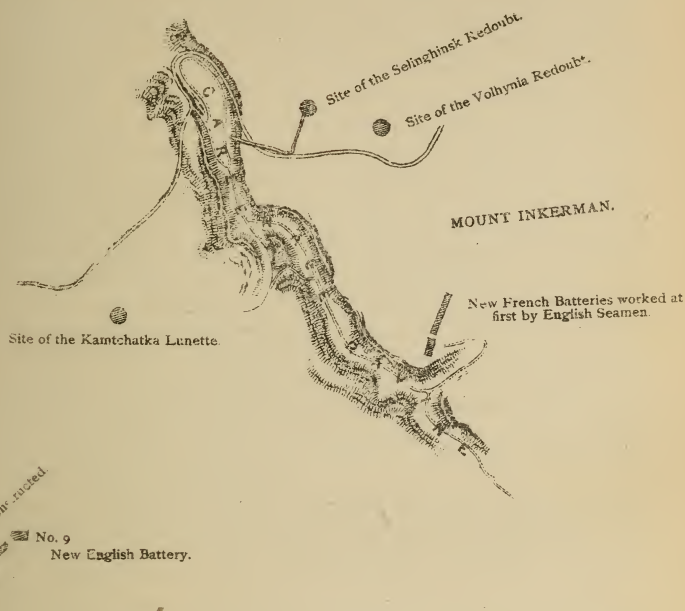 Site of the Selinghinsk Redoubt.
Site of the Volhynia Redoubt.
MOUNT INKERMAN.
New French Batteries worked at
first by English Seamen.
Site of the Kamtchatka Lunette.
No. 9
New English Battery.